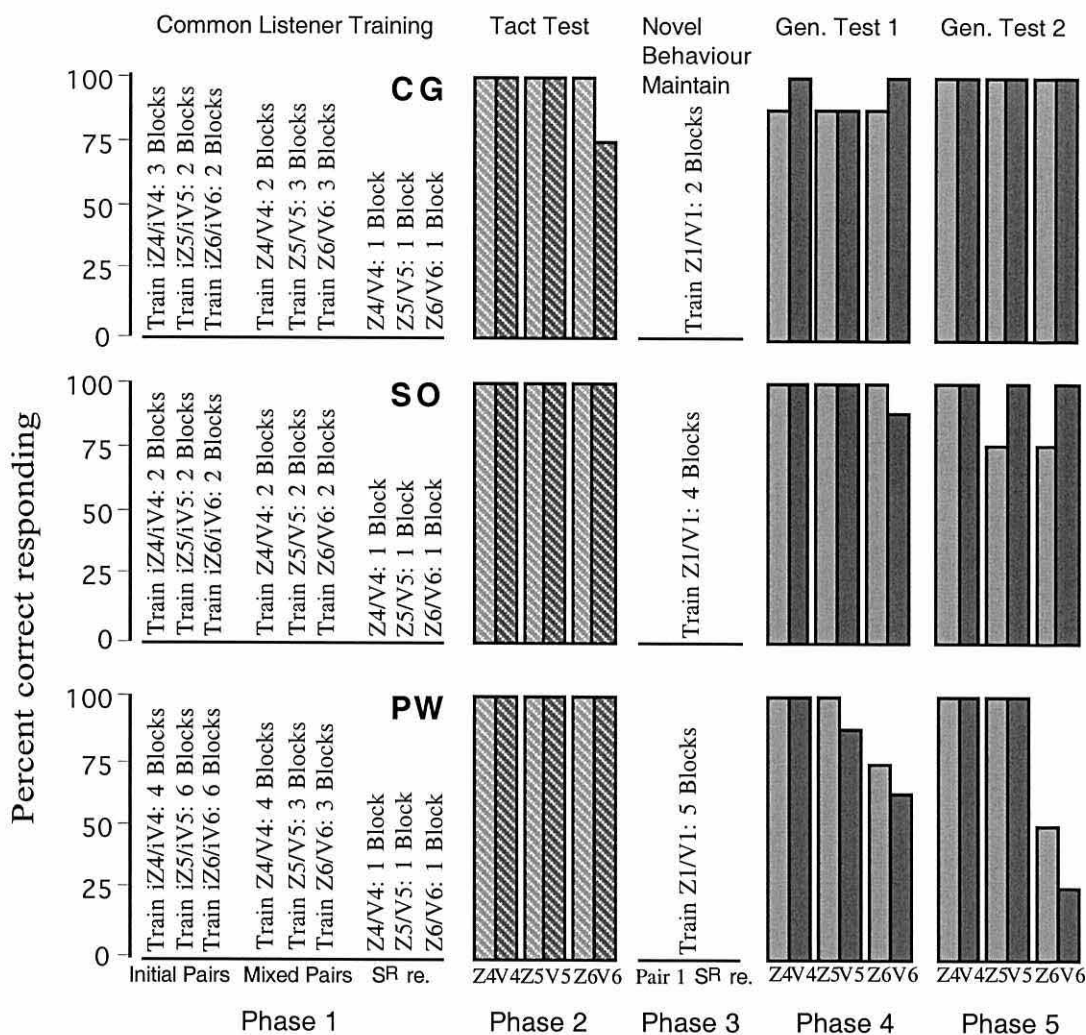 Common Listener Training
Tact Test
Novel
Behaviour
Maintain
Gen. Test 1
Gen. Test 2
Percent correct responding
100
75
50
25
0
CG
Train iZ4/iV4: 3 Blocks
Train iZ5/iV5: 2 Blocks
Train iZ6/iV6: 2 Blocks
Train Z4/V4: 2 Blocks
Train Z5/V5: 3 Blocks
Train Z6/V6: 3 Blocks
Z4/V4: 1 Block
Z5/V5: 1 Block
Z6/V6: 1 Block
Train Z1/V1: 2 Blocks
100
75
50
25
0
SO
Train iZ4/iV4: 2 Blocks
Train iZ5/iV5: 2 Blocks
Train iZ6/iV6: 2 Blocks
Train Z4/V4: 2 Blocks
Train Z5/V5: 2 Blocks
Train Z6/V6: 2 Blocks
Z4/V4: 1 Block
Z5/V5: 1 Block
Z6/V6: 1 Block
Train Z1/V1: 4 Blocks
100
75
50
25
0
PW
Train iZ4/iV4: 4 Blocks
Train iZ5/iV5: 6 Blocks
Train iZ6/iV6: 6 Blocks
Train Z4/V4: 4 Blocks
Train Z5/V5: 3 Blocks
Train Z6/V6: 3 Blocks
Z4/V4: 1 Block
Z5/V5: 1 Block
Z6/V6: 1 Block
Train Z1/V1: 5 Blocks
Initial Pairs
Mixed Pairs
SR re.
Z4V4Z5V5 Z6V6
Pair 1 SR re.
Z4V4Z5V5 Z6V6
Z4V4Z5V5 Z6V6
Phase 1
Phase 2
Phase 3
Phase 4
Phase 5